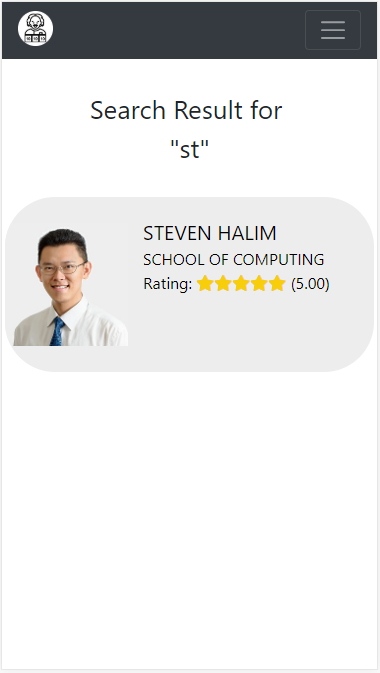 Search Result for
"st"
STEVEN HALIM
SCHOOL OF COMPUTING
Rating: ★★★★★ (5.00)